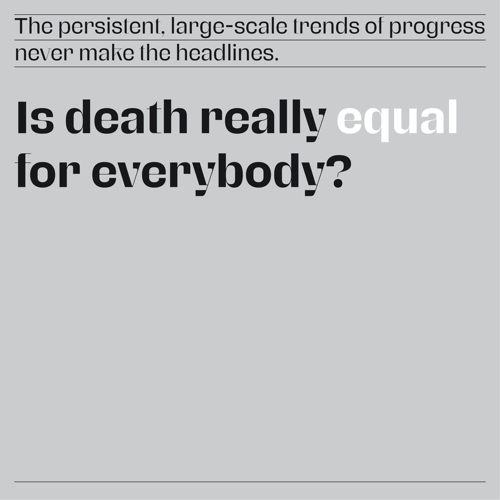 The persistent, large-scale trends of progress
never make the headlines.
Is death really equal
for everybody?